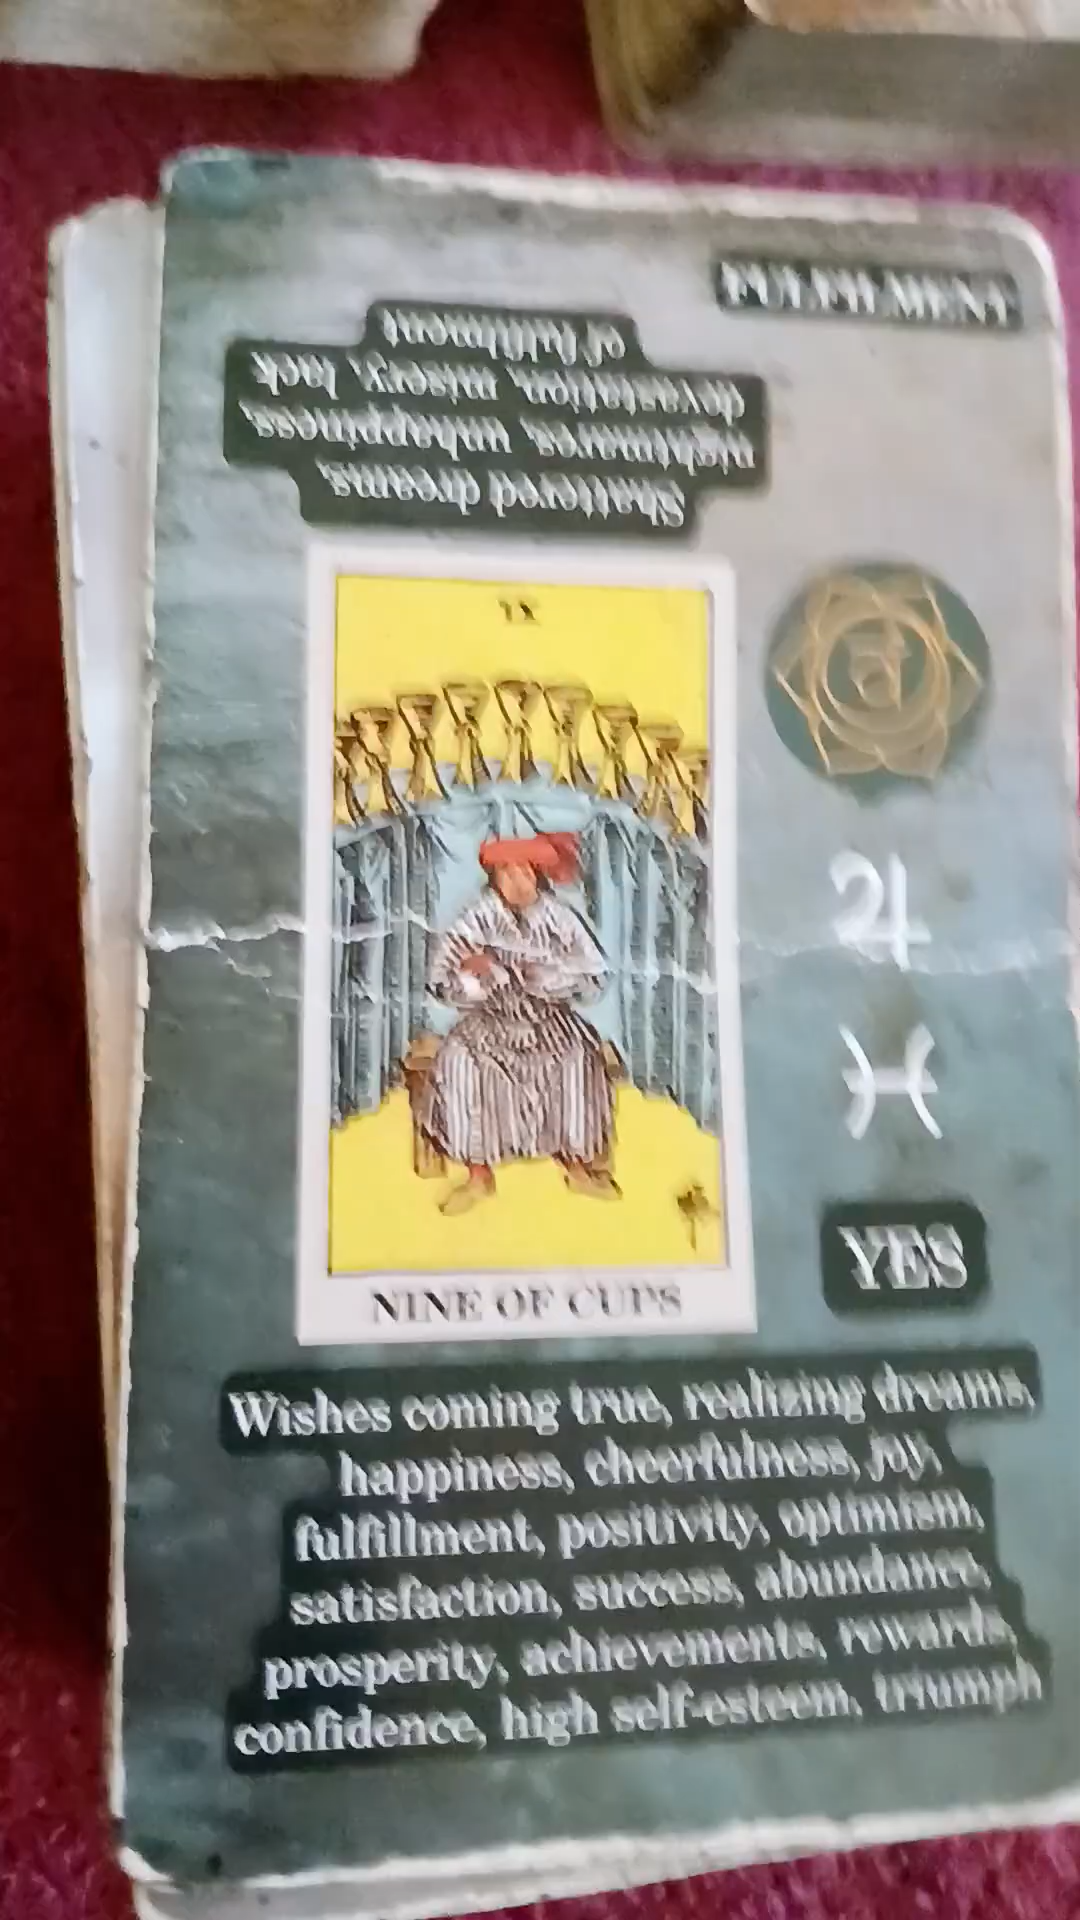 FULFILMENT
Shattered dreams,
nightmares, unhappiness,
devastation, misery, lack
of fulfilment
IX
NINE OF CUPS
YES
Wishes coming true, realizing dreams,
happiness, cheerfulness, joy,
fulfillment, positivity, optimism,
satisfaction, success, abundance,
prosperity, achievements, rewards,
confidence, high self-esteem, triumph